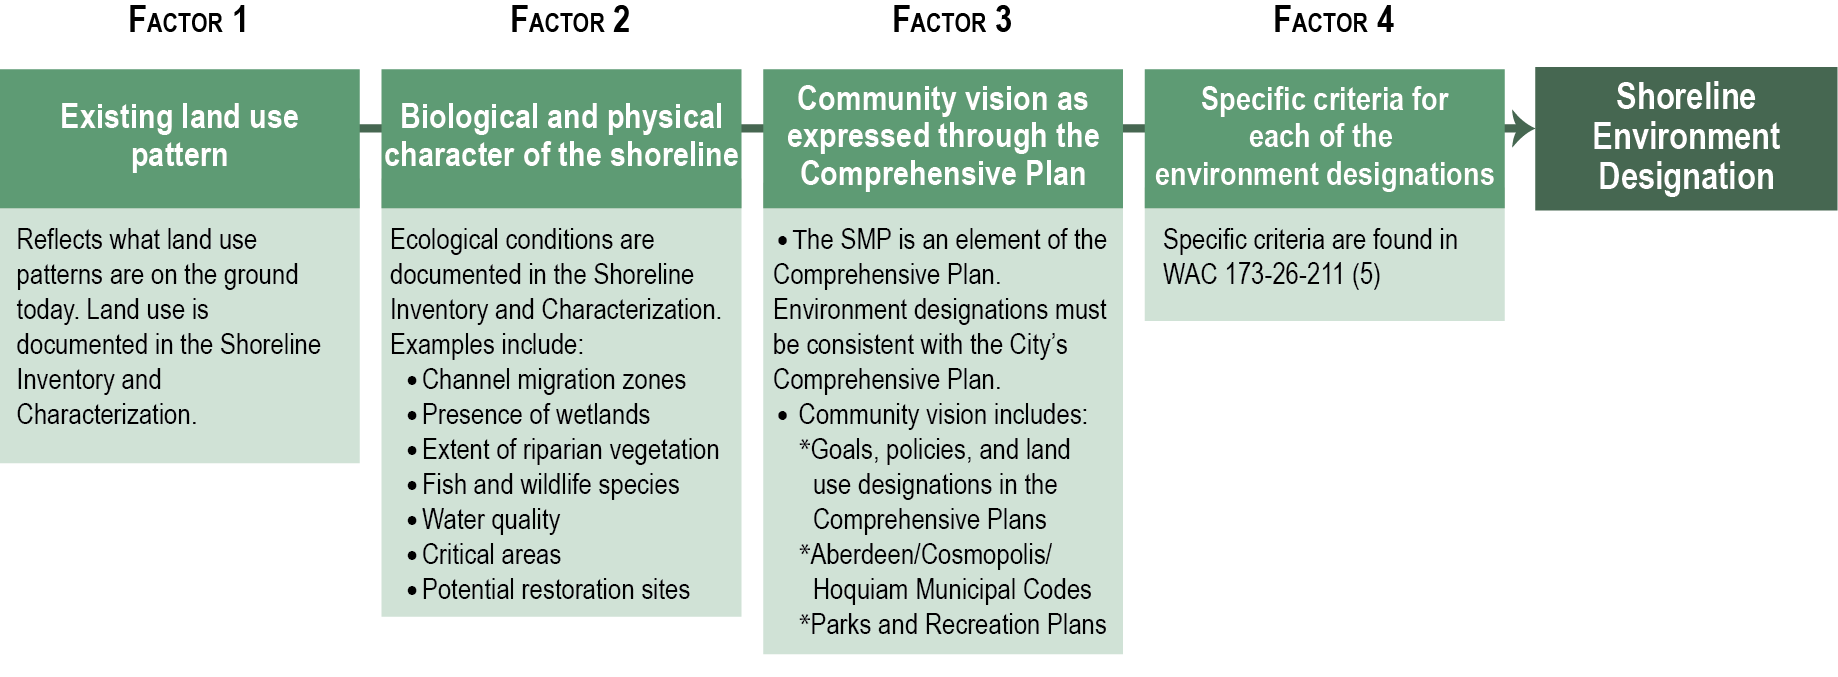 FACTOR 1
Existing land use
pattern
Reflects what land use
patterns are on the ground
today. Land use is
documented in the Shoreline
Inventory and
Characterization.
FACTOR 2
Biological and physical
character of the shoreline
Ecological conditions are
documented in the Shoreline
Inventory and Characterization.
Examples include:
• Channel migration zones
• Presence of wetlands
• Extent of riparian vegetation
• Fish and wildlife species
• Water quality
• Critical areas
• Potential restoration sites
FACTOR 3
Community vision as
expressed through the
Comprehensive Plan
• The SMP is an element of the
Comprehensive Plan.
Environment designations must
be consistent with the City’s
Comprehensive Plan.
• Community vision includes:
*Goals, policies, and land
use designations in the
Comprehensive Plans
*Aberdeen/Cosmopolis/
Hoquiam Municipal Codes
*Parks and Recreation Plans
FACTOR 4
Specific criteria for
each of the
environment designations
Specific criteria are found in
WAC 173-26-211 (5)
Shoreline
Environment
Designation